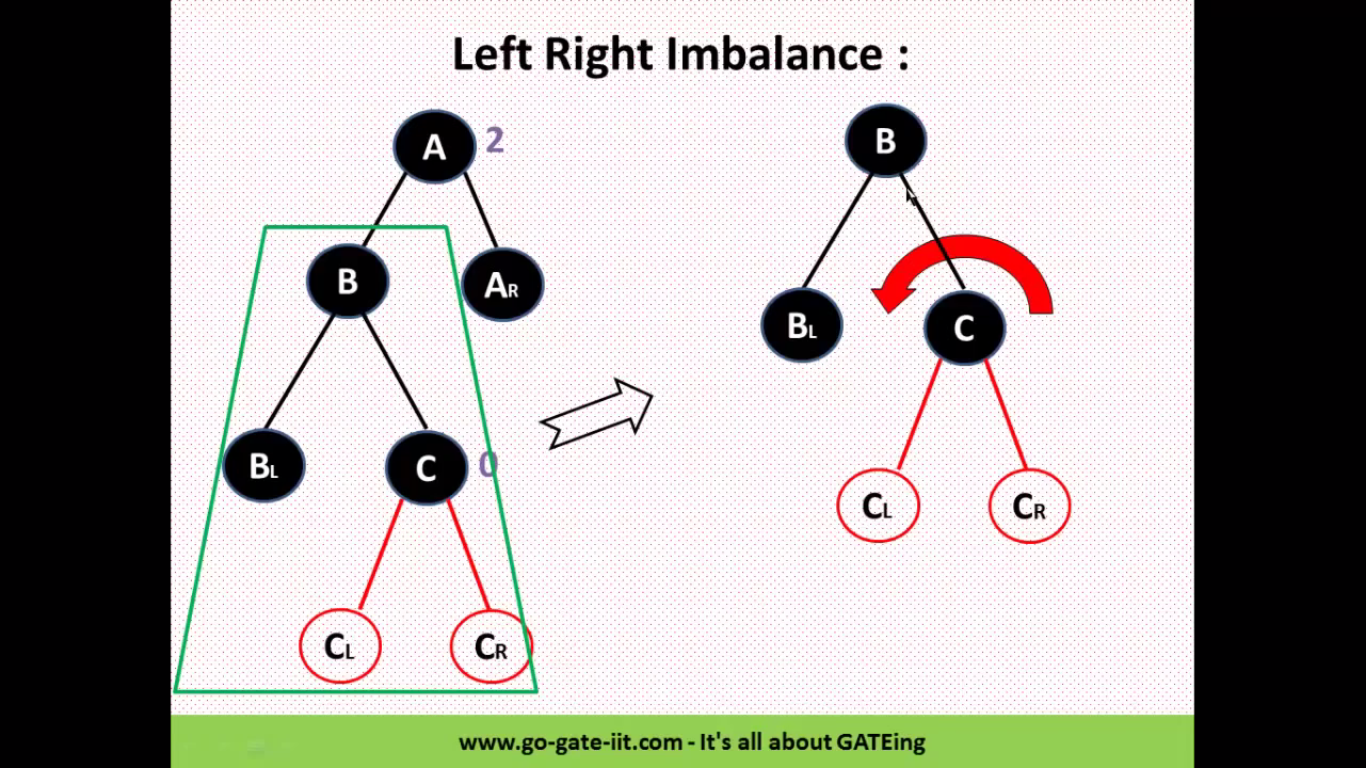 Left Right Imbalance :
A 2
B
B AR
BL C
C 0
BL
CL CR
CL CR
www.go-gate-iit.com - It's all about GATEing